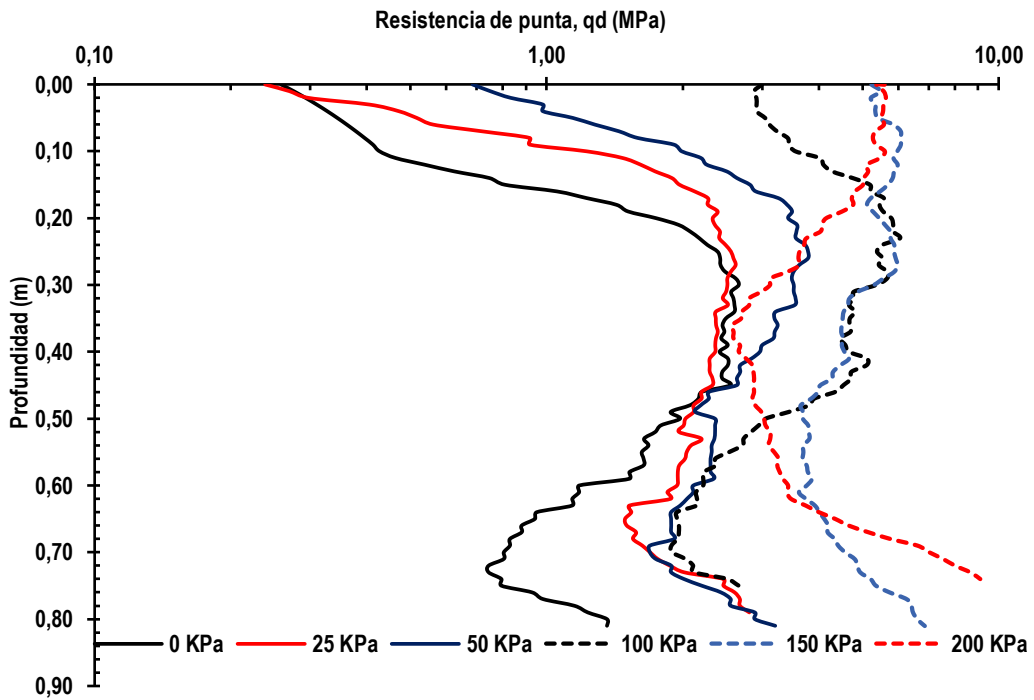 Resistencia de punta, qd (MPa)
0,10 1,00 10,00
0,00
0,10
0,20
0,30
0,40
0,50
0,60
0,70
0,80
0,90
Profundidad (m)
0 KPa 25 KPa 50 KPa 100 KPa 150 KPa 200 KPa